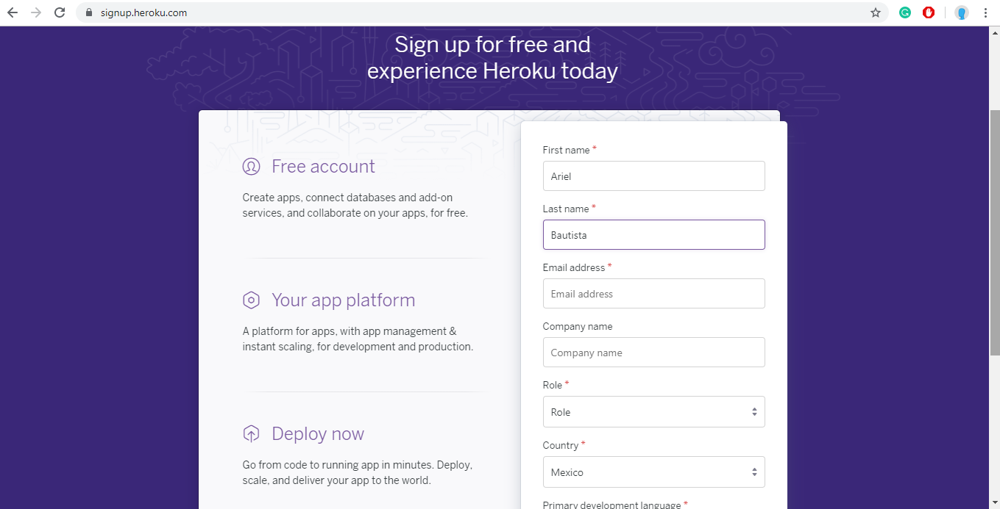 signup.heroku.com
Sign up for free and
experience Heroku today
Free account
Create apps, connect databases and add-on
services, and collaborate on your apps, for free.
Your app platform
A platform for apps, with app management &
instant scaling, for development and production.
Deploy now
Go from code to running app in minutes. Deploy,
scale, and deliver your app to the world.
First name *
Ariel
Last name *
Bautista
Email address *
Email address
Company name
Company name
Role *
Role
Country *
Mexico
Primary development language *